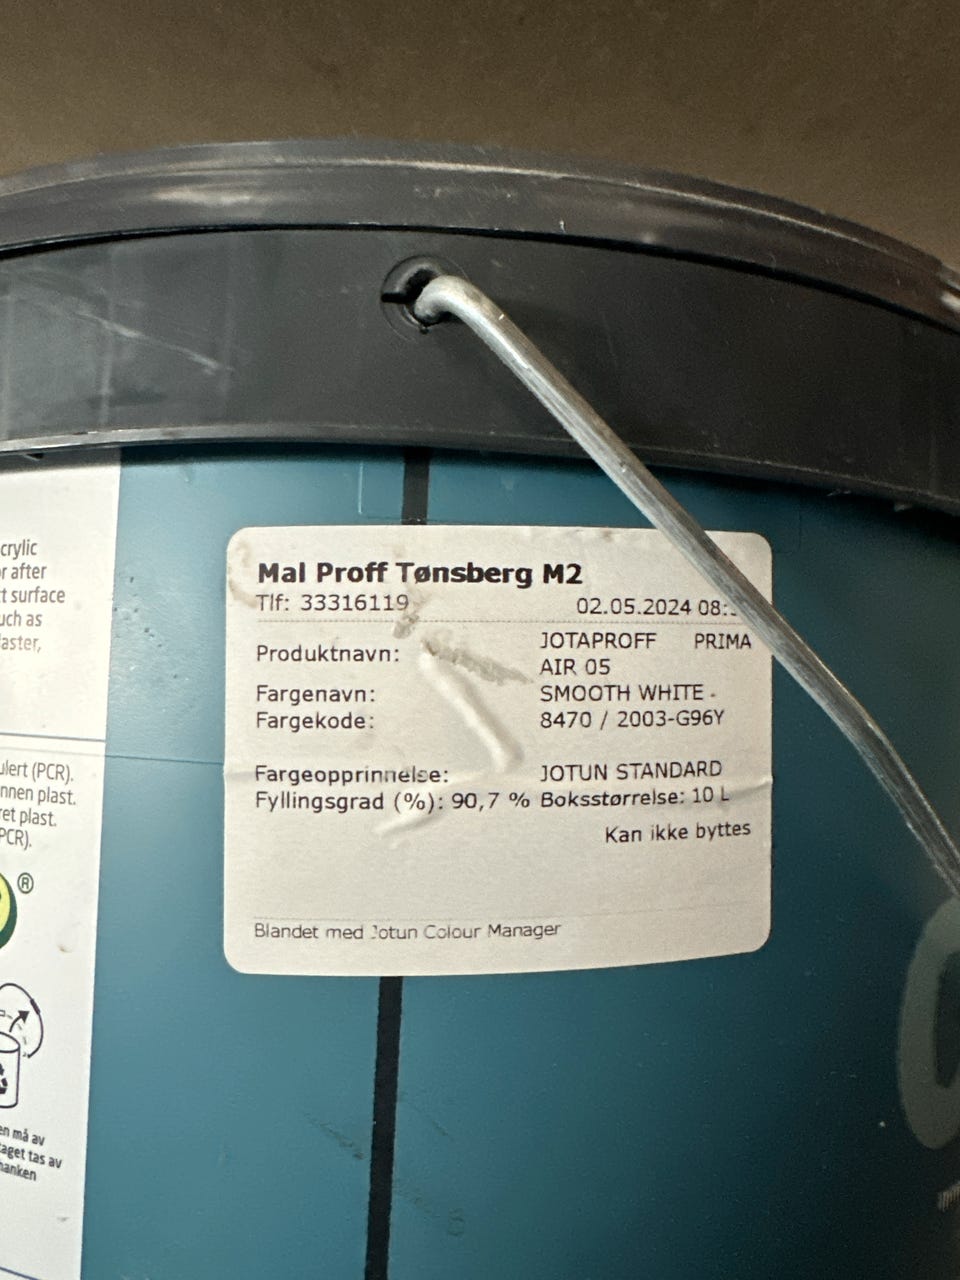 crylic
r after
t surface
uch as
aster,
Mal Proff Tønsberg M2
Tlf: 33316119 02.05.2024 08:
Produktnavn: JOTAPROFF PRIMA
AIR 05
Fargenavn: SMOOTH WHITE -
Fargekode: 8470 / 2003-G96Y
Fargeopprinnelse: JOTUN STANDARD
Fyllingsgrad (%): 90,7 % Boksstørrelse: 10 L
Kan ikke byttes
Blandet med Jotun Colour Manager
ulert (PCR).
nnen plast.
ret plast.
PCR).
®
en må av
aget tas av
hanken